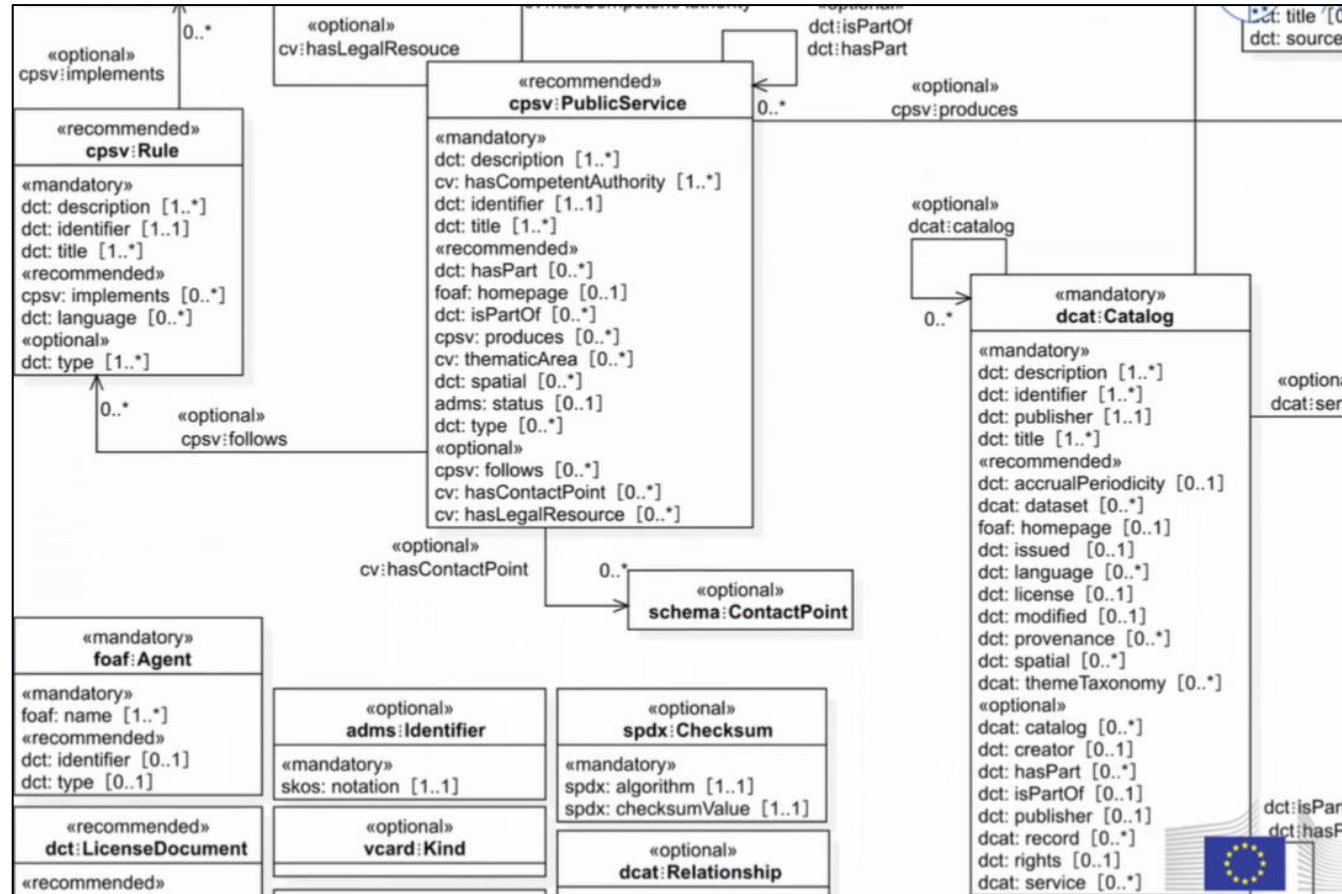 «optional»
cpsv:implements
0..*
«optional»
cv:hasLegalResouce
dct:isPartOf
dct:hasPart
0..*
«optional»
cpsv:produces
dct: title
dct: source
«recommended»
cpsv:Rule
«mandatory»
dct: description [1..*]
dct: identifier [1..1]
dct: title [1..*]
«recommended»
cpsv: implements [0..*]
dct: language [0..*]
«optional»
dct: type [1..*]
0..*
«optional»
cpsv:follows
«recommended»
cpsv:PublicService
«mandatory»
dct: description [1..*]
cv: hasCompetentAuthority [1..*]
dct: identifier [1..1]
dct: title [1..*]
«recommended»
dct: hasPart [0..*]
foaf: homepage [0..1]
dct: isPartOf [0..*]
cpsv: produces [0..*]
cv: thematicArea [0..*]
dct: spatial [0..*]
adms: status [0..1]
dct: type [0..*]
«optional»
cpsv: follows [0..*]
cv: hasContactPoint [0..*]
cv: hasLegalResource [0..*]
«optional»
cv:hasContactPoint
0..*
«optional»
schema:ContactPoint
«optional»
dcat:catalog
0..*
«mandatory»
dcat:Catalog
«mandatory»
dct: description [1..*]
dct: identifier [1..*]
dct: publisher [1..1]
dct: title [1..*]
«recommended»
dct: accrualPeriodicity [0..1]
dcat: dataset [0..*]
foaf: homepage [0..1]
dct: issued [0..1]
dct: language [0..*]
dct: license [0..1]
dct: modified [0..1]
dct: provenance [0..*]
dct: spatial [0..*]
dcat: themeTaxonomy [0..*]
«optional»
dcat: catalog [0..*]
dct: creator [0..1]
dct: hasPart [0..*]
dct: isPartOf [0..1]
dct: publisher [0..1]
dcat: record [0..*]
dct: rights [0..1]
dcat: service [0..*]
«optiona
dcat:ser
dct:isPar
dct:hasP
«mandatory»
foaf:Agent
«mandatory»
foaf: name [1..*]
«recommended»
dct: identifier [0..1]
dct: type [0..1]
«optional»
adms:Identifier
«mandatory»
skos: notation [1..1]
«optional»
spdx:Checksum
«mandatory»
spdx: algorithm [1..1]
spdx: checksumValue [1..1]
«recommended»
dct:LicenseDocument
«recommended»
«optional»
vcard:Kind
«optional»
dcat:Relationship